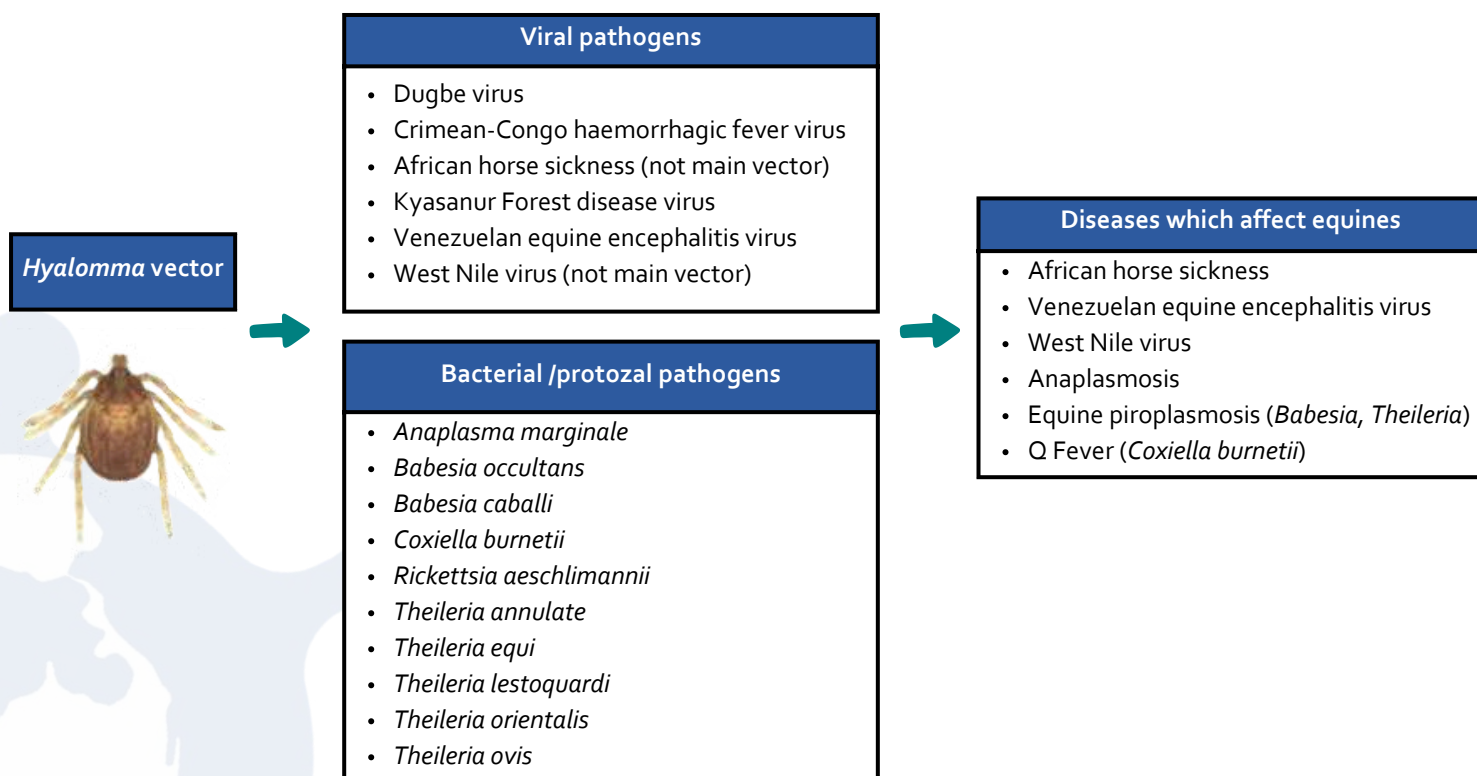 Hyalomma vector
Viral pathogens
• Dugbe virus
• Crimean-Congo haemorrhagic fever virus
• African horse sickness (not main vector)
• Kyasanur Forest disease virus
• Venezuelan equine encephalitis virus
• West Nile virus (not main vector)
Bacterial /protozal pathogens
• Anaplasma marginale
• Babesia occultans
• Babesia caballi
• Coxiella burnetii
• Rickettsia aeschlimannii
• Theileria annulate
• Theileria equi
• Theileria lestoquardi
• Theileria orientalis
• Theileria ovis
Diseases which affect equines
• African horse sickness
• Venezuelan equine encephalitis virus
• West Nile virus
• Anaplasmosis
• Equine piroplasmosis (Babesia, Theileria)
• Q Fever (Coxiella burnetii)